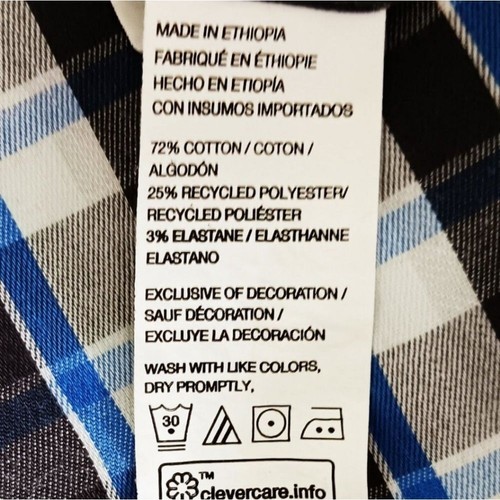 MADE IN ETHIOPIA
FABRIQUÉ EN ÉTHIOPIE
HECHO EN ETIOPÍA
CON INSUMOS IMPORTADOS
72% COTTON / COTON /
ALGODÓN
25% RECYCLED POLYESTER/
RECYCLED POLIÉSTER
3% ELASTANE / ELASTHANNE
ELASTANO
EXCLUSIVE OF DECORATION /
SAUF DÉCORATION /
EXCLUYE LA DECORACIÓN
WASH WITH LIKE COLORS,
DRY PROMPTLY,
30
TM
clevercare.info